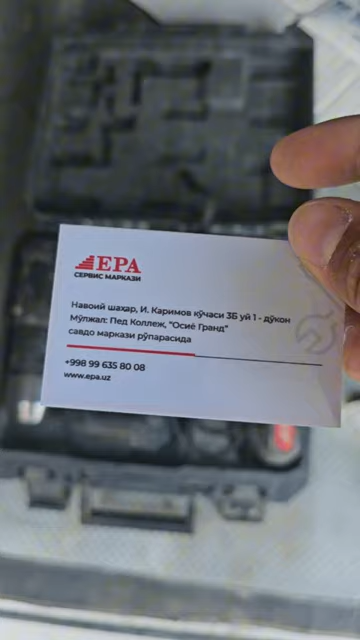 EPA
СЕРВИС МАРКАЗИ
Навоий шаҳар, И. Каримов кўчаси 3Б уй 1 - дўкон
Мўлжал: Пед Коллеж, "Осиё Гранд"
савдо маркази рўпарасида
+998 99 635 80 08
www.epa.uz